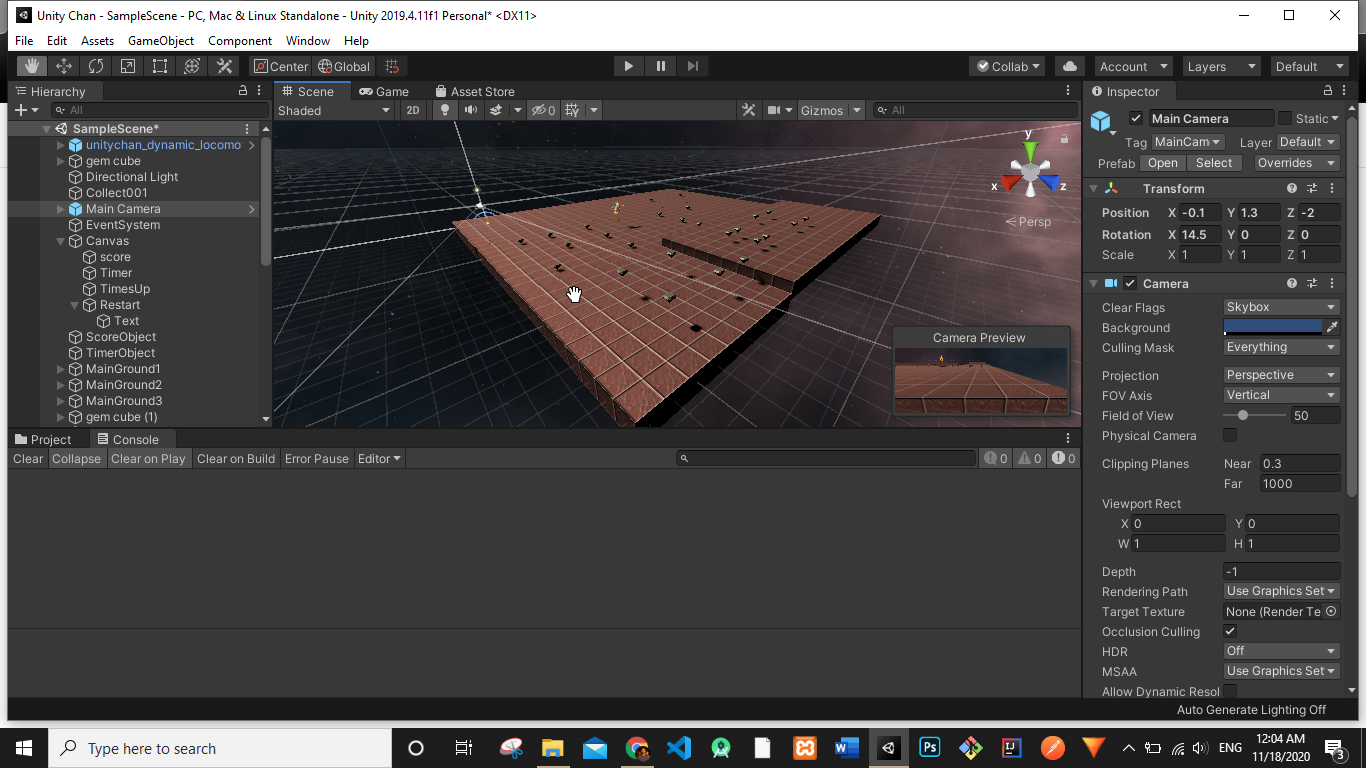 Unity Chan - SampleScene - PC, Mac & Linux Standalone - Unity 2019.4.11f1 Personal* <DX11>
File Edit Assets GameObject Component Window Help
Center Global Collab Account Layers Default
Hierarchy
All
SampleScene*
unitychan_dynamic_locomo
gem cube
Directional Light
Collect001
Main Camera
EventSystem
Canvas
score
Timer
TimesUp
Restart
Text
ScoreObject
TimerObject
MainGround1
MainGround2
MainGround3
gem cube (1)
Scene Game Asset Store
Shaded 2D 0 Gizmos All
y
x z
Persp
Camera Preview
Inspector
Main Camera Static
Tag MainCam Layer Default
Prefab Open Select Overrides
Transform
Position X -0.1 Y 1.3 Z -2
Rotation X 14.5 Y 0 Z 0
Scale X 1 Y 1 Z 1
Camera
Clear Flags Skybox
Background
Culling Mask Everything
Projection Perspective
FOV Axis Vertical
Field of View 50
Physical Camera
Clipping Planes Near 0.3
Far 1000
Viewport Rect
X 0 Y 0
W 1 H 1
Depth -1
Rendering Path Use Graphics Set
Target Texture None (Render Te
Occlusion Culling
HDR Off
MSAA Use Graphics Set
Allow Dynamic Resol
Project Console
Clear Collapse Clear on Play Clear on Build Error Pause Editor 0 0 0
Auto Generate Lighting Off
Type here to search
W
Ps
IJ
ENG
12:04 AM
11/18/2020
3